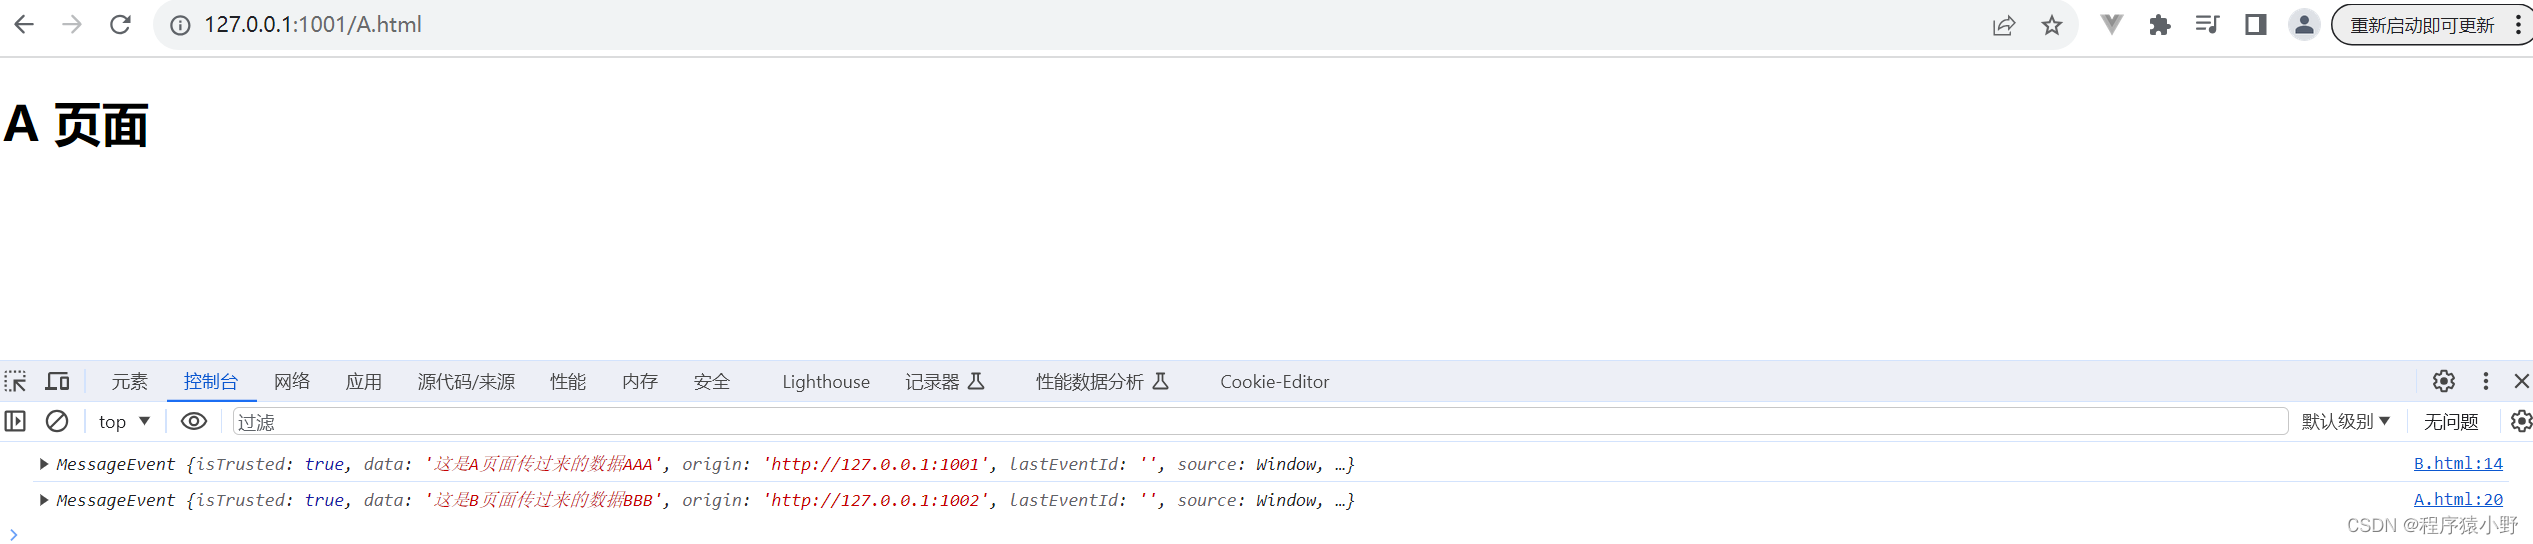 127.0.0.1:1001/A.html 重新启动即可更新
A 页面
元素 控制台 网络 应用 源代码/来源 性能 内存 安全 Lighthouse 记录器 性能数据分析 Cookie-Editor
top 过滤 默认级别 无问题
MessageEvent {isTrusted: true, data: '这是A页面传过来的数据AAA', origin: 'http://127.0.0.1:1001', lastEventId: '', source: Window, …} B.html:14
MessageEvent {isTrusted: true, data: '这是B页面传过来的数据BBB', origin: 'http://127.0.0.1:1002', lastEventId: '', source: Window, …} A.html:20
CSDN @程序猿小野